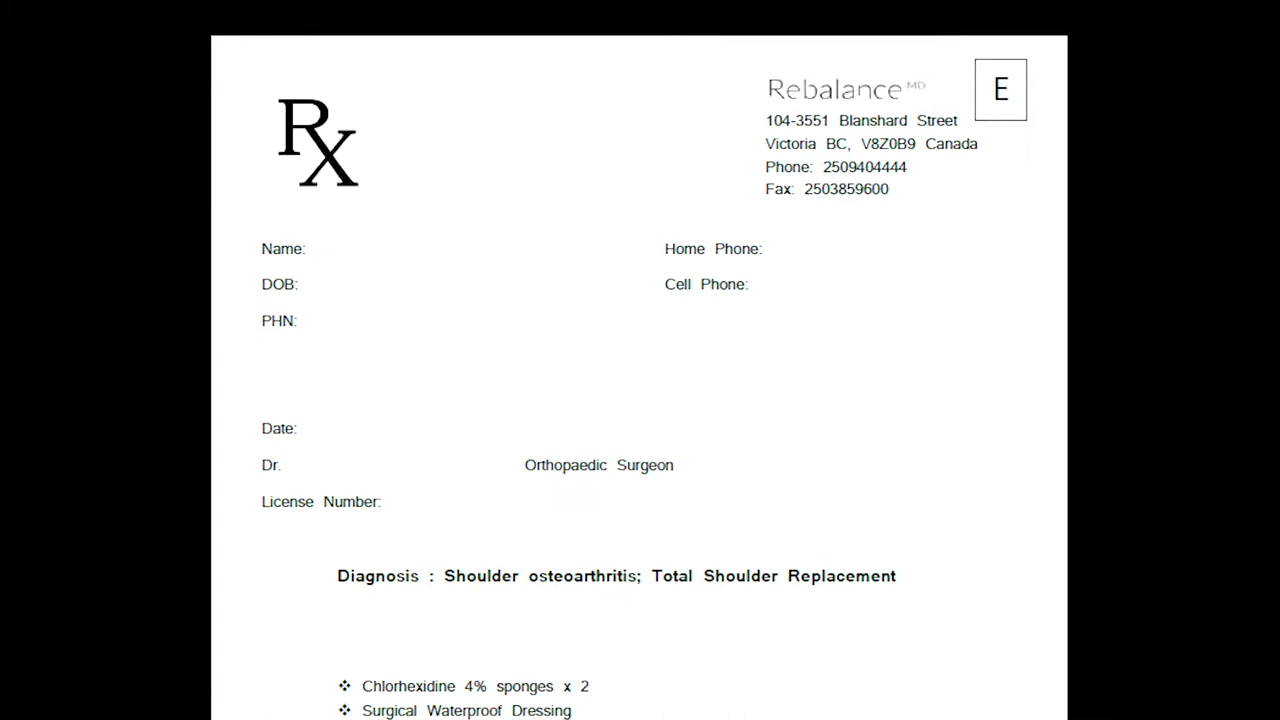 Rx
Rebalance MD
E
104-3551 Blanshard Street
Victoria BC, V8Z0B9 Canada
Phone: 2509404444
Fax: 2503859600
Name:
Home Phone:
DOB:
Cell Phone:
PHN:
Date:
Dr. Orthopaedic Surgeon
License Number:
Diagnosis : Shoulder osteoarthritis; Total Shoulder Replacement
❖ Chlorhexidine 4% sponges x 2
❖ Surgical Waterproof Dressing